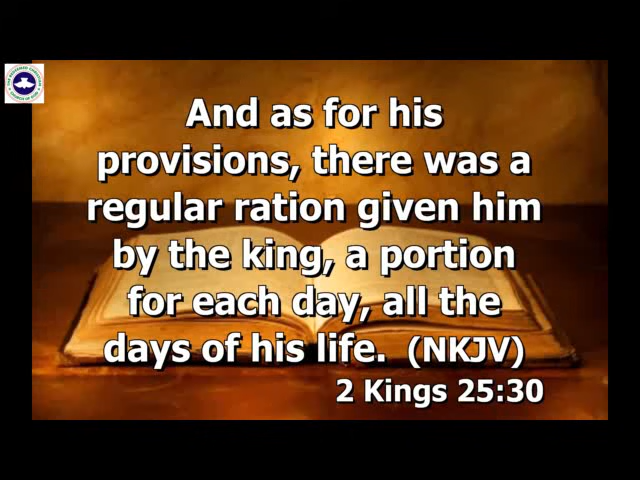 And as for his
provisions, there was a
regular ration given him
by the king, a portion
for each day, all the
days of his life.  (NKJV)
2 Kings 25:30